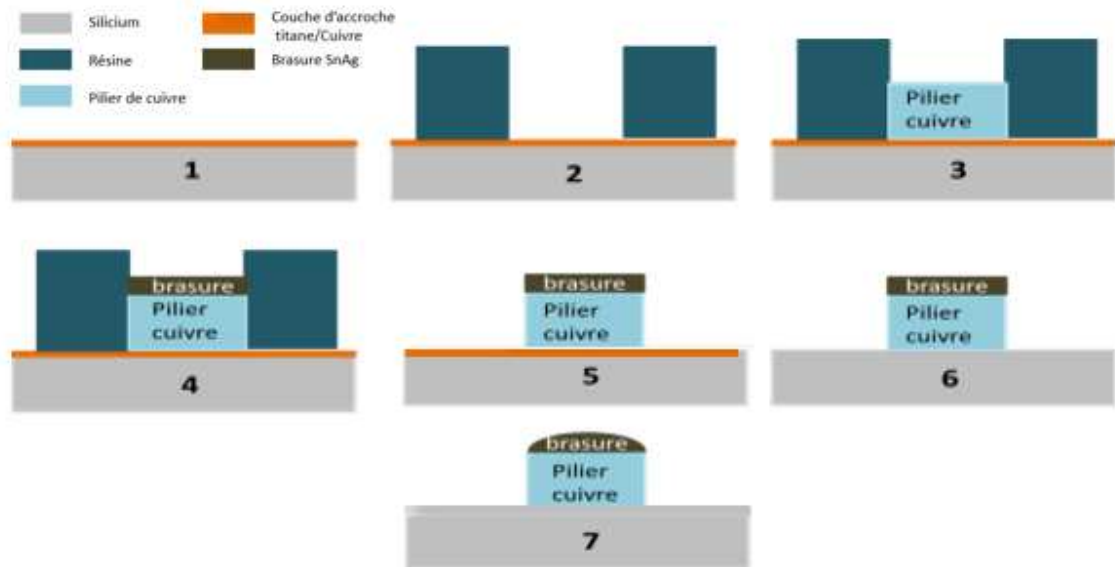 Silicium
Couche d'accroche
titane/Cuivre
Résine
Brasure SnAg
Pilier de cuivre
1
2
Pilier
cuivre
3
brasure
Pilier
cuivre
4
brasure
Pilier
cuivre
5
brasure
Pilier
cuivre
6
brasure
Pilier
cuivre
7